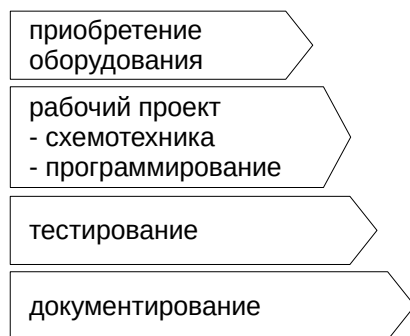 приобретение
оборудования
рабочий проект
- схемотехника
- программирование
тестирование
документирование